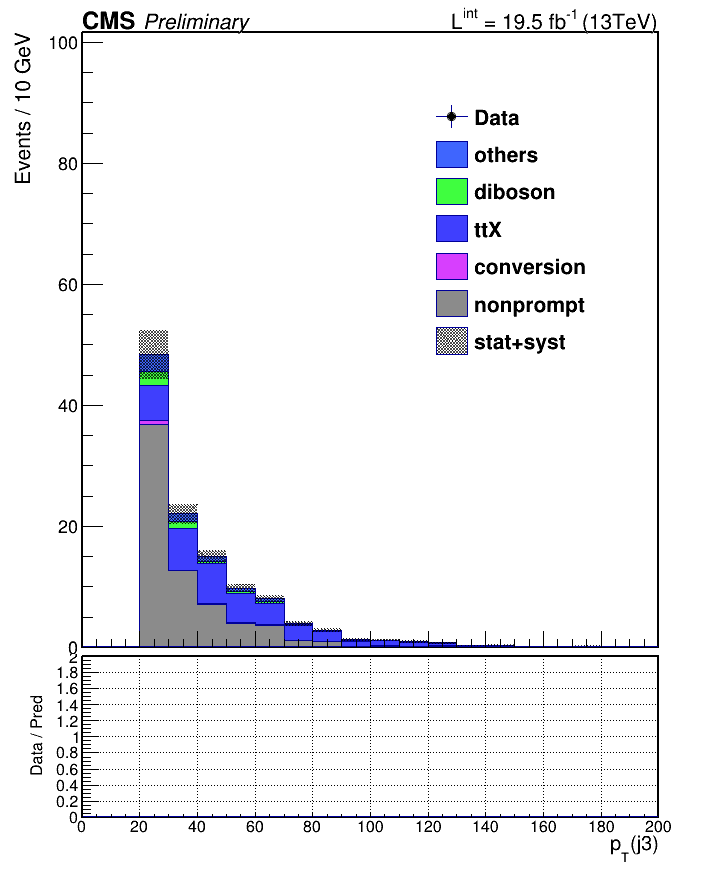 CMS Preliminary
L^int = 19.5 fb^-1 (13TeV)
Events / 10 GeV
100
80
60
40
20
0
Data
others
diboson
ttX
conversion
nonprompt
stat+syst
Data / Pred
2
1.8
1.6
1.4
1.2
1
0.8
0.6
0.4
0.2
0
0 20 40 60 80 100 120 140 160 180 200
p_T(j3)